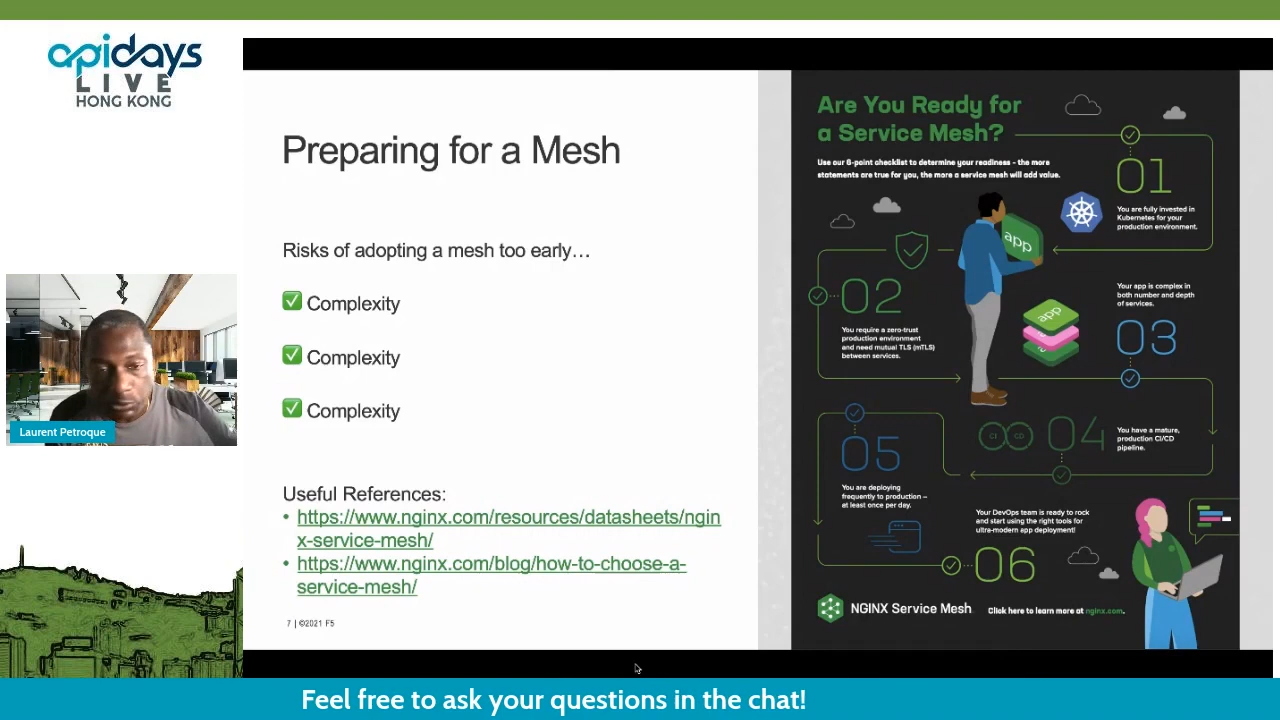 apidays
LIVE
HONG KONG
Laurent Petroque
Preparing for a Mesh
Risks of adopting a mesh too early…
✅ Complexity
✅ Complexity
✅ Complexity
Useful References:
• https://www.nginx.com/resources/datasheets/ngin
x-service-mesh/
• https://www.nginx.com/blog/how-to-choose-a-
service-mesh/
7 | ©2021 F5
Are You Ready for
a Service Mesh?
Use our 6-point checklist to determine your readiness - the more
statements are true for you, the more a service mesh will add value.
01
You are fully invested in
Kubernetes for your
production environment.
app
02
You require a zero-trust
production environment
and need mutual TLS (mTLS)
between services.
app
Your app is complex in
both number and depth
of services.
03
CI CD
04
You have a mature,
production CI/CD
pipeline.
05
You are deploying
frequently to production –
at least once per day.
Your DevOps team is ready to rock
and start using the right tools for
ultra-modern app deployment!
06
NGINX Service Mesh
Click here to learn more at nginx.com.
Feel free to ask your questions in the chat!